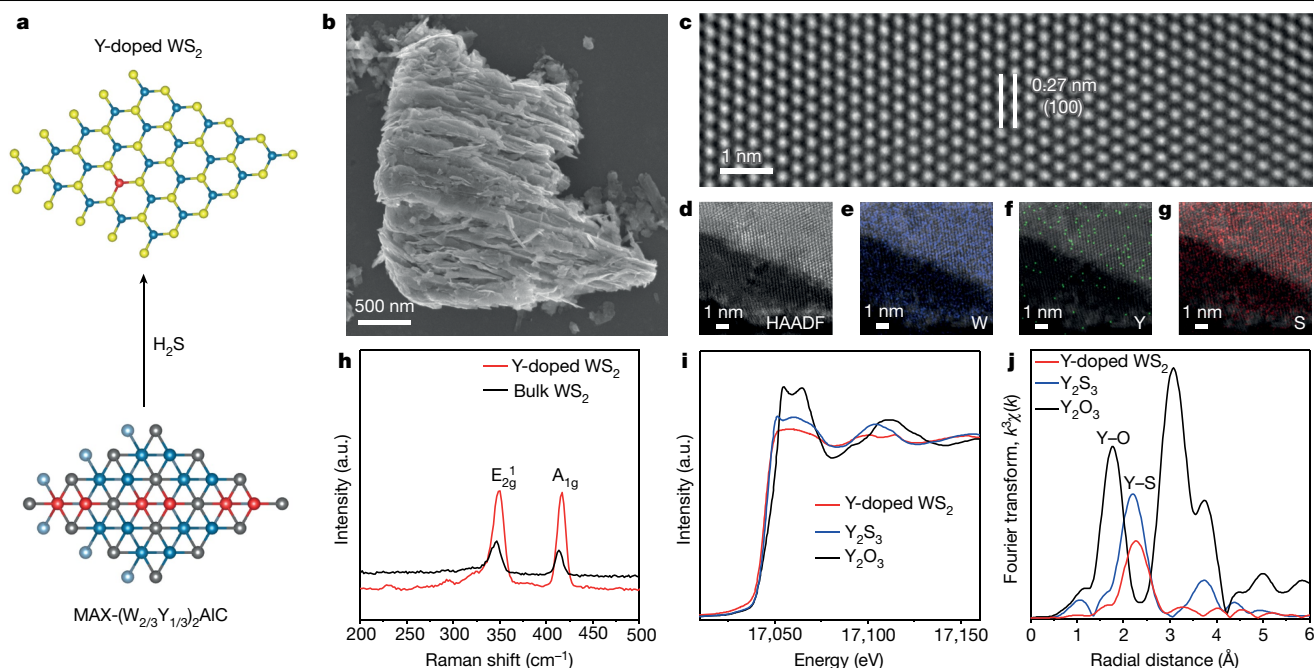 a
Y-doped WS₂
H₂S
MAX-(W₂/₃Y₁/₃)₂AlC
b
500 nm
c
0.27 nm
(100)
1 nm
d
1 nm
HAADF
e
1 nm
W
f
1 nm
Y
g
1 nm
S
h
Y-doped WS₂
Bulk WS₂
E¹₂g
A₁g
Intensity (a.u.)
200 250 300 350 400 450 500
Raman shift (cm⁻¹)
i
Y-doped WS₂
Y₂S₃
Y₂O₃
Intensity (a.u.)
17,050 17,100 17,150
Energy (eV)
j
Y-doped WS₂
Y₂S₃
Y₂O₃
Y–O
Y–S
Fourier transform, k³χ(k)
0 1 2 3 4 5 6
Radial distance (Å)